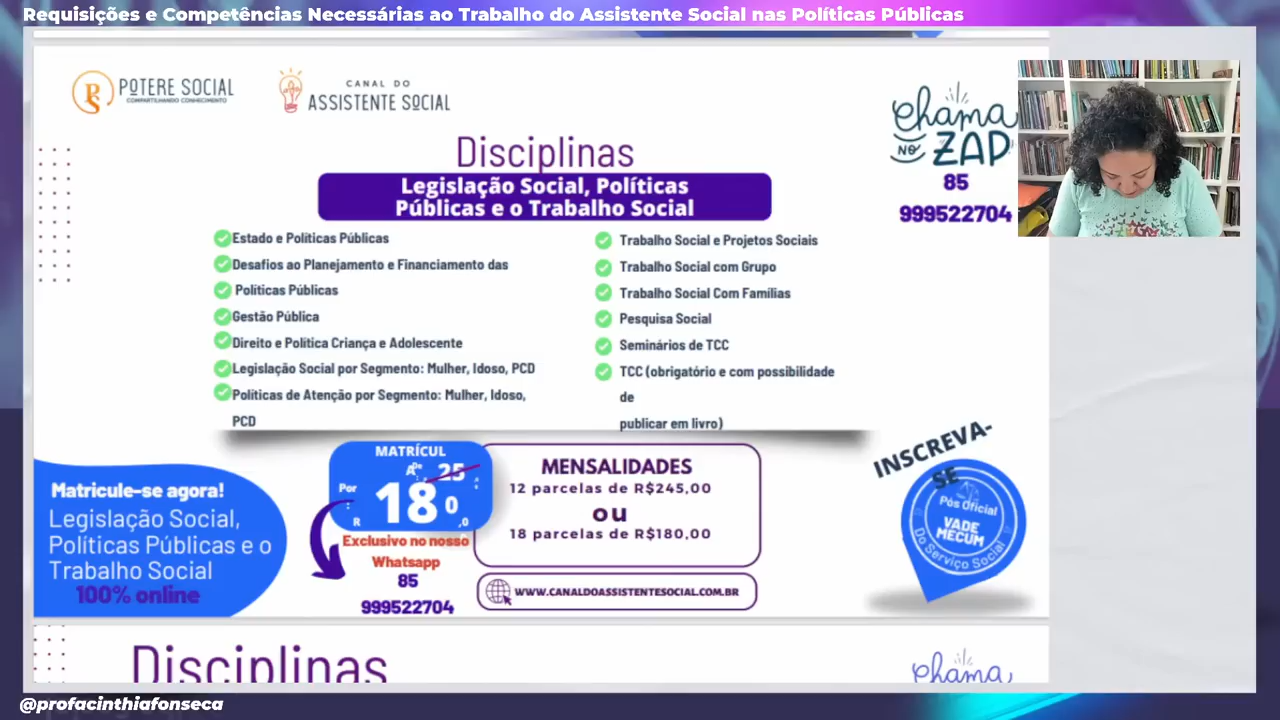 Requisições e Competências Necessárias ao Trabalho do Assistente Social nas Políticas Públicas
POTERE SOCIAL
COMPARTILHANDO CONHECIMENTO
CANAL DO
ASSISTENTE SOCIAL
Chama
NO ZAP
85
999522704
Disciplinas
Legislação Social, Políticas
Públicas e o Trabalho Social
Estado e Políticas Públicas
Desafios ao Planejamento e Financiamento das
Políticas Públicas
Gestão Pública
Direito e Política Criança e Adolescente
Legislação Social por Segmento: Mulher, Idoso, PCD
Políticas de Atenção por Segmento: Mulher, Idoso,
PCD
Trabalho Social e Projetos Sociais
Trabalho Social com Grupo
Trabalho Social Com Famílias
Pesquisa Social
Seminários de TCC
TCC (obrigatório e com possibilidade
de
publicar em livro)
Matricule-se agora!
Legislação Social,
Políticas Públicas e o
Trabalho Social
100% online
MATRÍCUL
A
De
: 25
Por
:
R
180
,0
Exclusivo no nosso
Whatsapp
85
999522704
MENSALIDADES
12 parcelas de R$245,00
ou
18 parcelas de R$180,00
WWW.CANALDOASSISTENTESOCIAL.COM.BR
INSCREVA-
SE
Pós Oficial
VADE
MECUM
Do Serviço Social
Disciplinas
Chama
@profacinthiafonseca